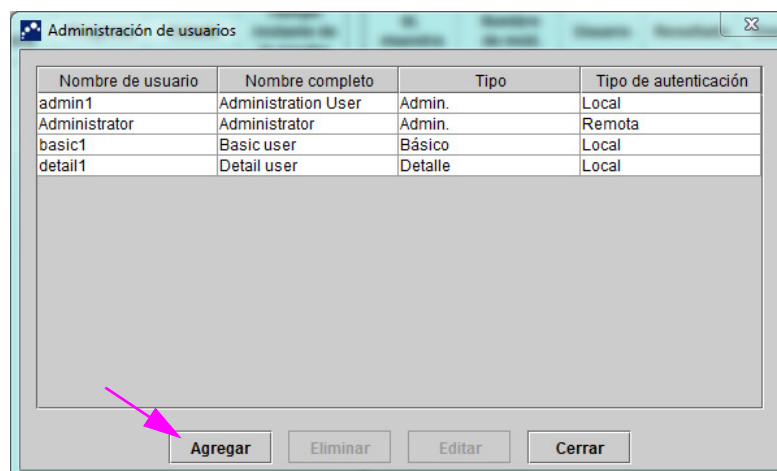 Administración de usuarios
Nombre de usuario Nombre completo Tipo Tipo de autenticación
admin1 Administration User Admin. Local
Administrator Administrator Admin. Remota
basic1 Basic user Básico Local
detail1 Detail user Detalle Local
Agregar Eliminar Editar Cerrar